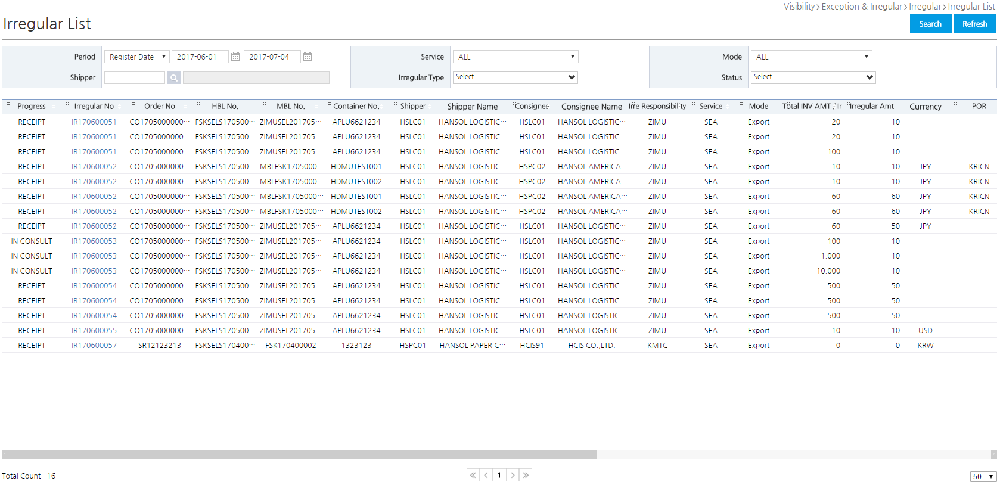 Visibility > Exception & Irregular > Irregular > Irregular List
Irregular List
Search Refresh
Period Register Date 2017-06-01 2017-07-04 Service ALL Mode ALL
Shipper Irregular Type Select... Status Select...
Progress Irregular No Order No HBL No. MBL No. Container No. Shipper Shipper Name Consignee Consignee Name Responsibility Service Mode Total INV AMT / Ir Irregular Amt Currency POR
RECEIPT IR170600051 CO1705000000··· FSKSELS170500··· ZIMUSEL201705··· APLU6621234 HSLC01 HANSOL LOGISTIC··· HSLC01 HANSOL LOGISTIC··· ZIMU SEA Export 20 10
RECEIPT IR170600051 CO1705000000··· FSKSELS170500··· ZIMUSEL201705··· APLU6621234 HSLC01 HANSOL LOGISTIC··· HSLC01 HANSOL LOGISTIC··· ZIMU SEA Export 20 10
RECEIPT IR170600051 CO1705000000··· FSKSELS170500··· ZIMUSEL201705··· APLU6621234 HSLC01 HANSOL LOGISTIC··· HSLC01 HANSOL LOGISTIC··· ZIMU SEA Export 100 10
RECEIPT IR170600052 CO1705000000··· FSKSELS170500··· MBLFSK1705000··· HDMUTEST001 HSLC01 HANSOL LOGISTIC··· HSPC02 HANSOL AMERICA··· ZIMU SEA Export 10 10 JPY KRICN
RECEIPT IR170600052 CO1705000000··· FSKSELS170500··· MBLFSK1705000··· HDMUTEST002 HSLC01 HANSOL LOGISTIC··· HSPC02 HANSOL AMERICA··· ZIMU SEA Export 10 10 JPY KRICN
RECEIPT IR170600052 CO1705000000··· FSKSELS170500··· MBLFSK1705000··· HDMUTEST001 HSLC01 HANSOL LOGISTIC··· HSPC02 HANSOL AMERICA··· ZIMU SEA Export 60 60 JPY KRICN
RECEIPT IR170600052 CO1705000000··· FSKSELS170500··· MBLFSK1705000··· HDMUTEST002 HSLC01 HANSOL LOGISTIC··· HSPC02 HANSOL AMERICA··· ZIMU SEA Export 60 60 JPY KRICN
RECEIPT IR170600052 CO1705000000··· FSKSELS170500··· ZIMUSEL201705··· APLU6621234 HSLC01 HANSOL LOGISTIC··· HSLC01 HANSOL LOGISTIC··· ZIMU SEA Export 60 50 JPY
IN CONSULT IR170600053 CO1705000000··· FSKSELS170500··· ZIMUSEL201705··· APLU6621234 HSLC01 HANSOL LOGISTIC··· HSLC01 HANSOL LOGISTIC··· ZIMU SEA Export 100 10
IN CONSULT IR170600053 CO1705000000··· FSKSELS170500··· ZIMUSEL201705··· APLU6621234 HSLC01 HANSOL LOGISTIC··· HSLC01 HANSOL LOGISTIC··· ZIMU SEA Export 1,000 10
IN CONSULT IR170600053 CO1705000000··· FSKSELS170500··· ZIMUSEL201705··· APLU6621234 HSLC01 HANSOL LOGISTIC··· HSLC01 HANSOL LOGISTIC··· ZIMU SEA Export 10,000 10
RECEIPT IR170600054 CO1705000000··· FSKSELS170500··· ZIMUSEL201705··· APLU6621234 HSLC01 HANSOL LOGISTIC··· HSLC01 HANSOL LOGISTIC··· ZIMU SEA Export 500 50
RECEIPT IR170600054 CO1705000000··· FSKSELS170500··· ZIMUSEL201705··· APLU6621234 HSLC01 HANSOL LOGISTIC··· HSLC01 HANSOL LOGISTIC··· ZIMU SEA Export 500 50
RECEIPT IR170600054 CO1705000000··· FSKSELS170500··· ZIMUSEL201705··· APLU6621234 HSLC01 HANSOL LOGISTIC··· HSLC01 HANSOL LOGISTIC··· ZIMU SEA Export 500 50
RECEIPT IR170600055 CO1705000000··· FSKSELS170500··· ZIMUSEL201705··· APLU6621234 HSLC01 HANSOL LOGISTIC··· HSLC01 HANSOL LOGISTIC··· ZIMU SEA Export 10 10 USD
RECEIPT IR170600057 SR12123213 FSKSELS170400··· FSK170400002 1323123 HSPC01 HANSOL PAPER C··· HCIS91 HCIS CO.,LTD. KMTC SEA Export 0 0 KRW
Total Count : 16 1 50